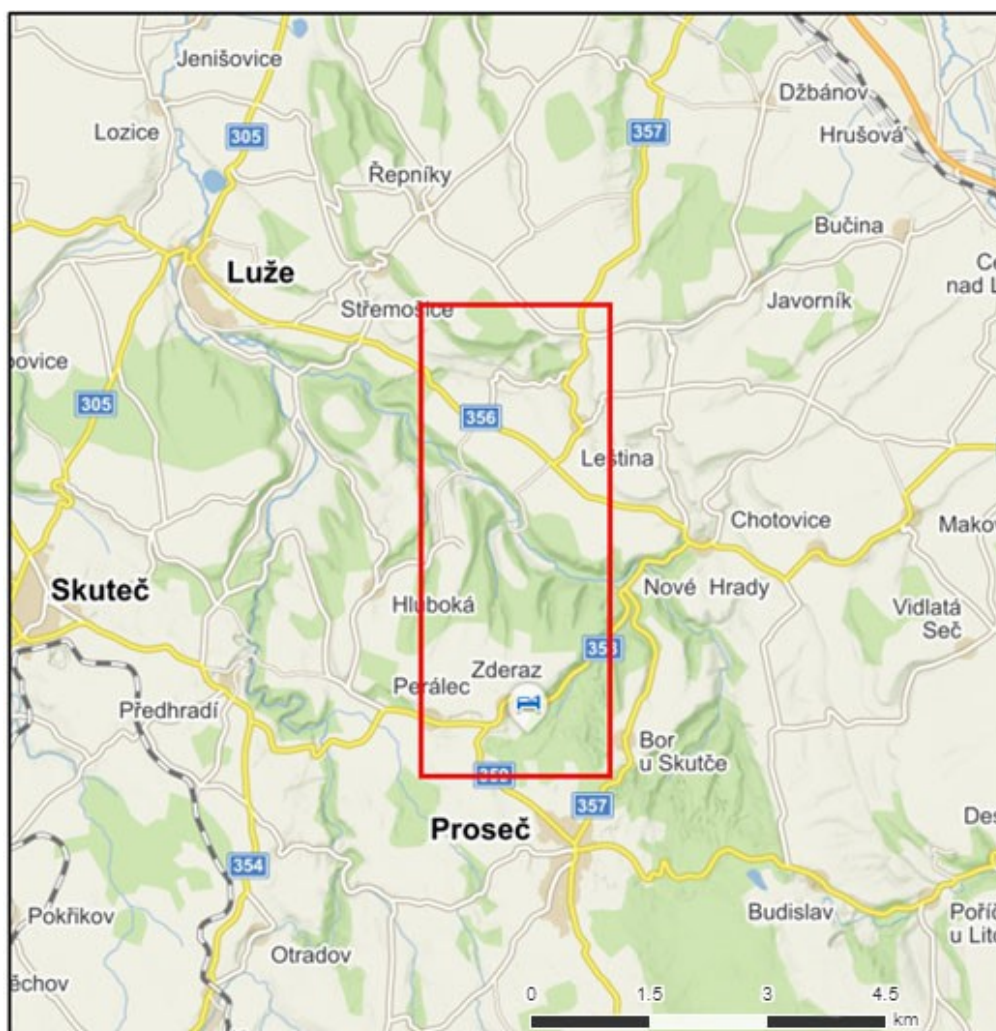 Jenišovice
Džbánov
Lozice
305
357
Hrušová
Řepníky
Bučina
Luže
Javorník
Střemošice
305
356
Leština
Chotovice
Skuteč
Nové Hrady
Hluboká
Vidlatá
Seč
358
Zderaz
Perálec
Předhradí
Bor
u Skutče
359
357
Proseč
354
Budislav
Pokřikov
Otradov
0
1.5
3
4.5
km